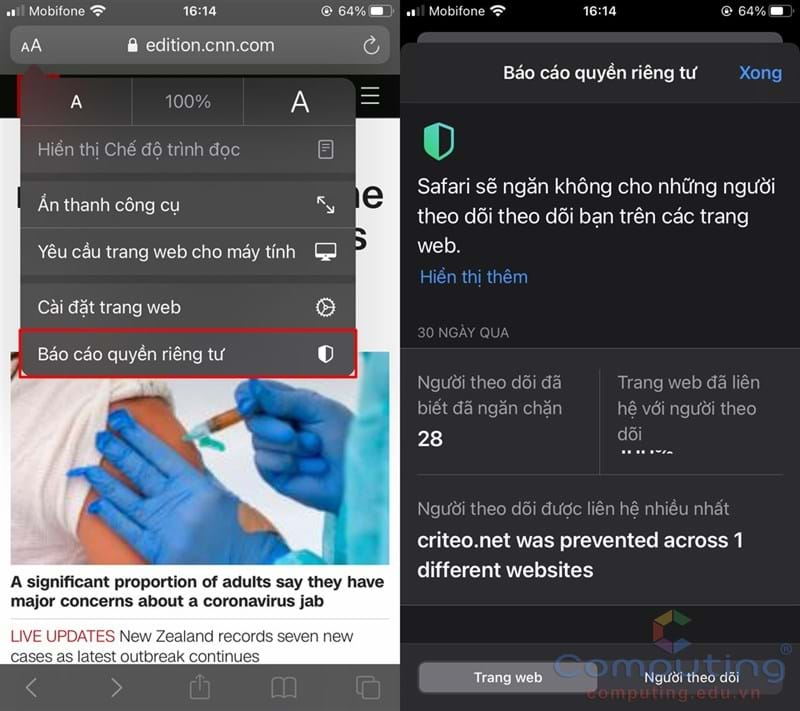 Mobifone 16:14 64%
AA edition.cnn.com
A 100% A
Hiển thị Chế độ trình đọc
Ẩn thanh công cụ
Yêu cầu trang web cho máy tính
Cài đặt trang web
Báo cáo quyền riêng tư
A significant proportion of adults say they have
major concerns about a coronavirus jab
LIVE UPDATES New Zealand records seven new
cases as latest outbreak continues
Mobifone 16:14 64%
Báo cáo quyền riêng tư Xong
Safari sẽ ngăn không cho những người
theo dõi theo dõi bạn trên các trang
web.
Hiển thị thêm
30 NGÀY QUA
Người theo dõi đã
biết đã ngăn chặn
28
Trang web đã liên
hệ với người theo
dõi
Người theo dõi được liên hệ nhiều nhất
criteo.net was prevented across 1
different websites
Computing®
computing.edu.vn
Trang web Người theo dõi